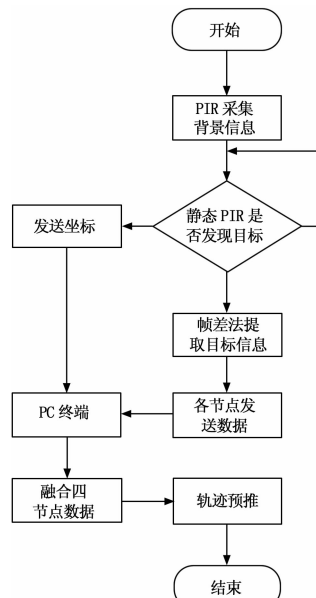 开始
PIR 采集
背景信息
静态 PIR 是
否发现目标
发送坐标
帧差法提
取目标信息
PC 终端
各节点发
送数据
融合四
节点数据
轨迹预推
结束